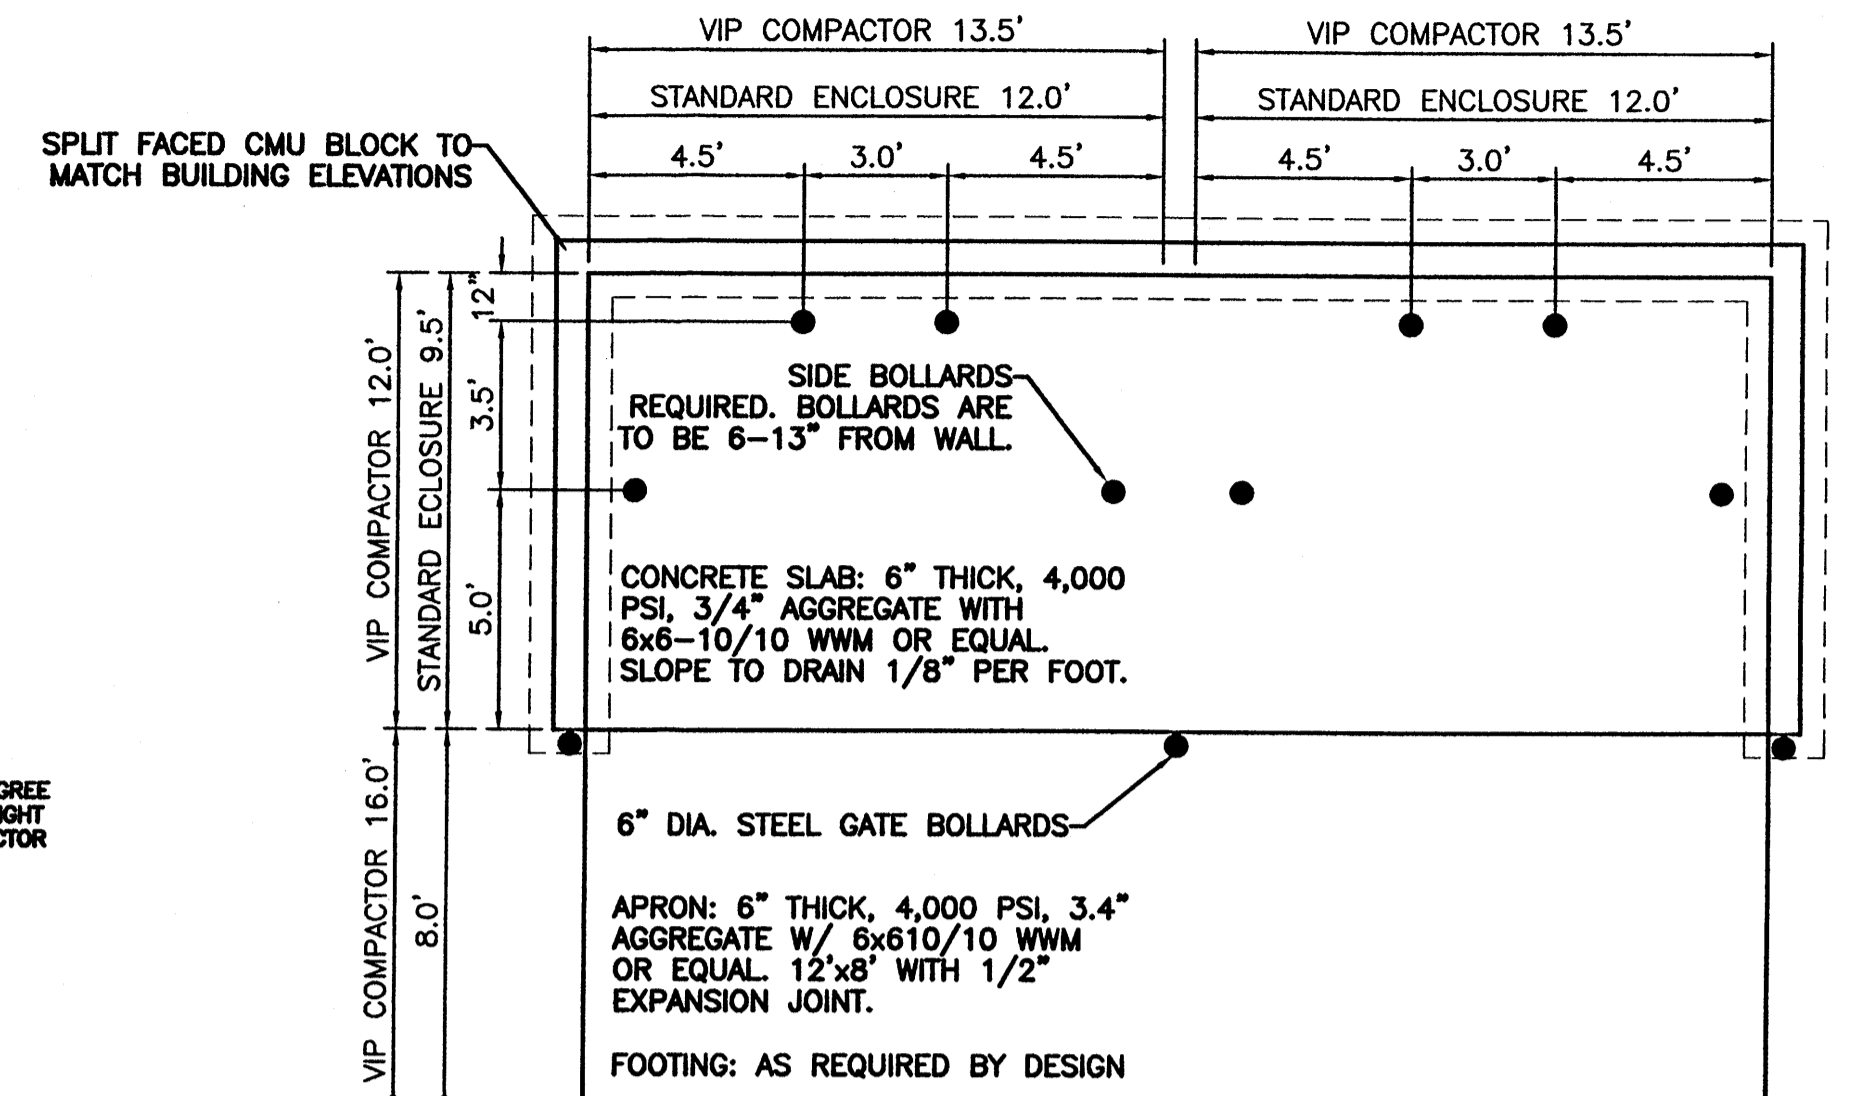 VIP COMPACTOR 13.5'
VIP COMPACTOR 13.5'
STANDARD ENCLOSURE 12.0'
STANDARD ENCLOSURE 12.0'
SPLIT FACED CMU BLOCK TO
MATCH BUILDING ELEVATIONS
4.5'
3.0'
4.5'
4.5'
3.0'
4.5'
12"
3.5'
5.0'
STANDARD ECLOSURE 9.5'
VIP COMPACTOR 12.0'
SIDE BOLLARDS
REQUIRED. BOLLARDS ARE
TO BE 6-13" FROM WALL.
CONCRETE SLAB: 6" THICK, 4,000
PSI, 3/4" AGGREGATE WITH
6x6-10/10 WWM OR EQUAL.
SLOPE TO DRAIN 1/8" PER FOOT.
GREE
IGHT
CTOR
VIP COMPACTOR 16.0'
8.0'
6" DIA. STEEL GATE BOLLARDS
APRON: 6" THICK, 4,000 PSI, 3.4"
AGGREGATE W/ 6x610/10 WWM
OR EQUAL. 12'x8' WITH 1/2"
EXPANSION JOINT.
FOOTING: AS REQUIRED BY DESIGN